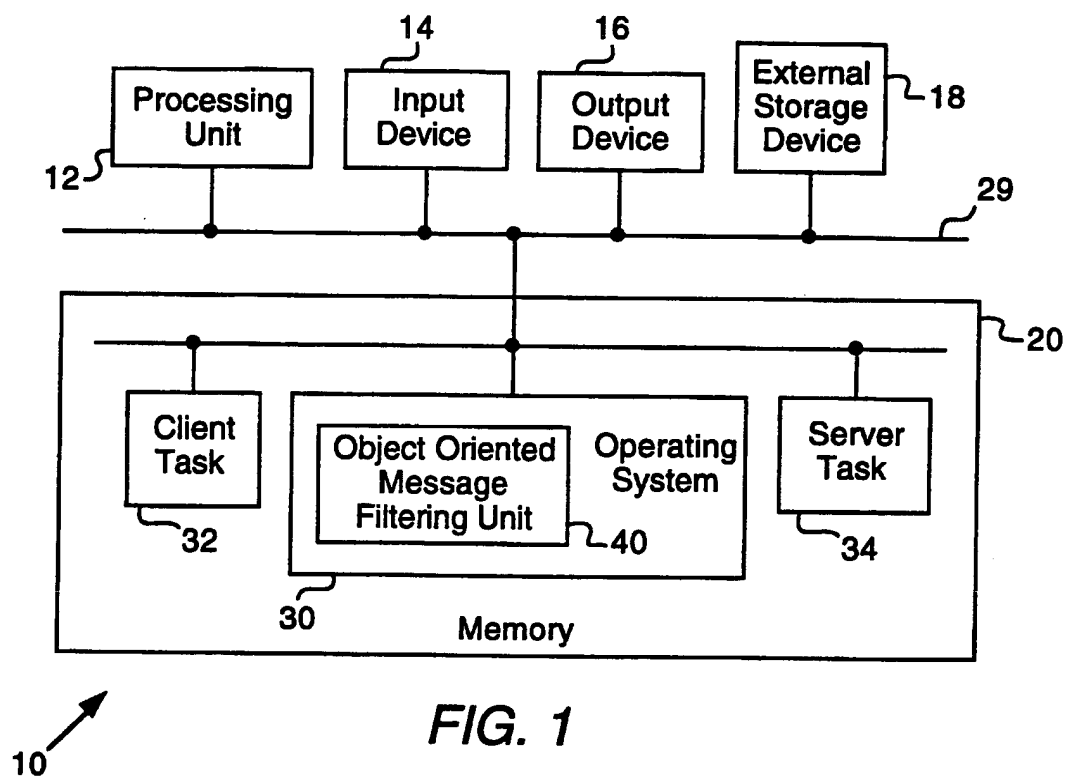 14
16
Processing
Unit
Input
Device
Output
Device
External
Storage
Device
18
12
29
20
Client
Task
Object Oriented
Message
Filtering Unit
Operating
System
Server
Task
32
40
34
30
Memory
10
FIG. 1